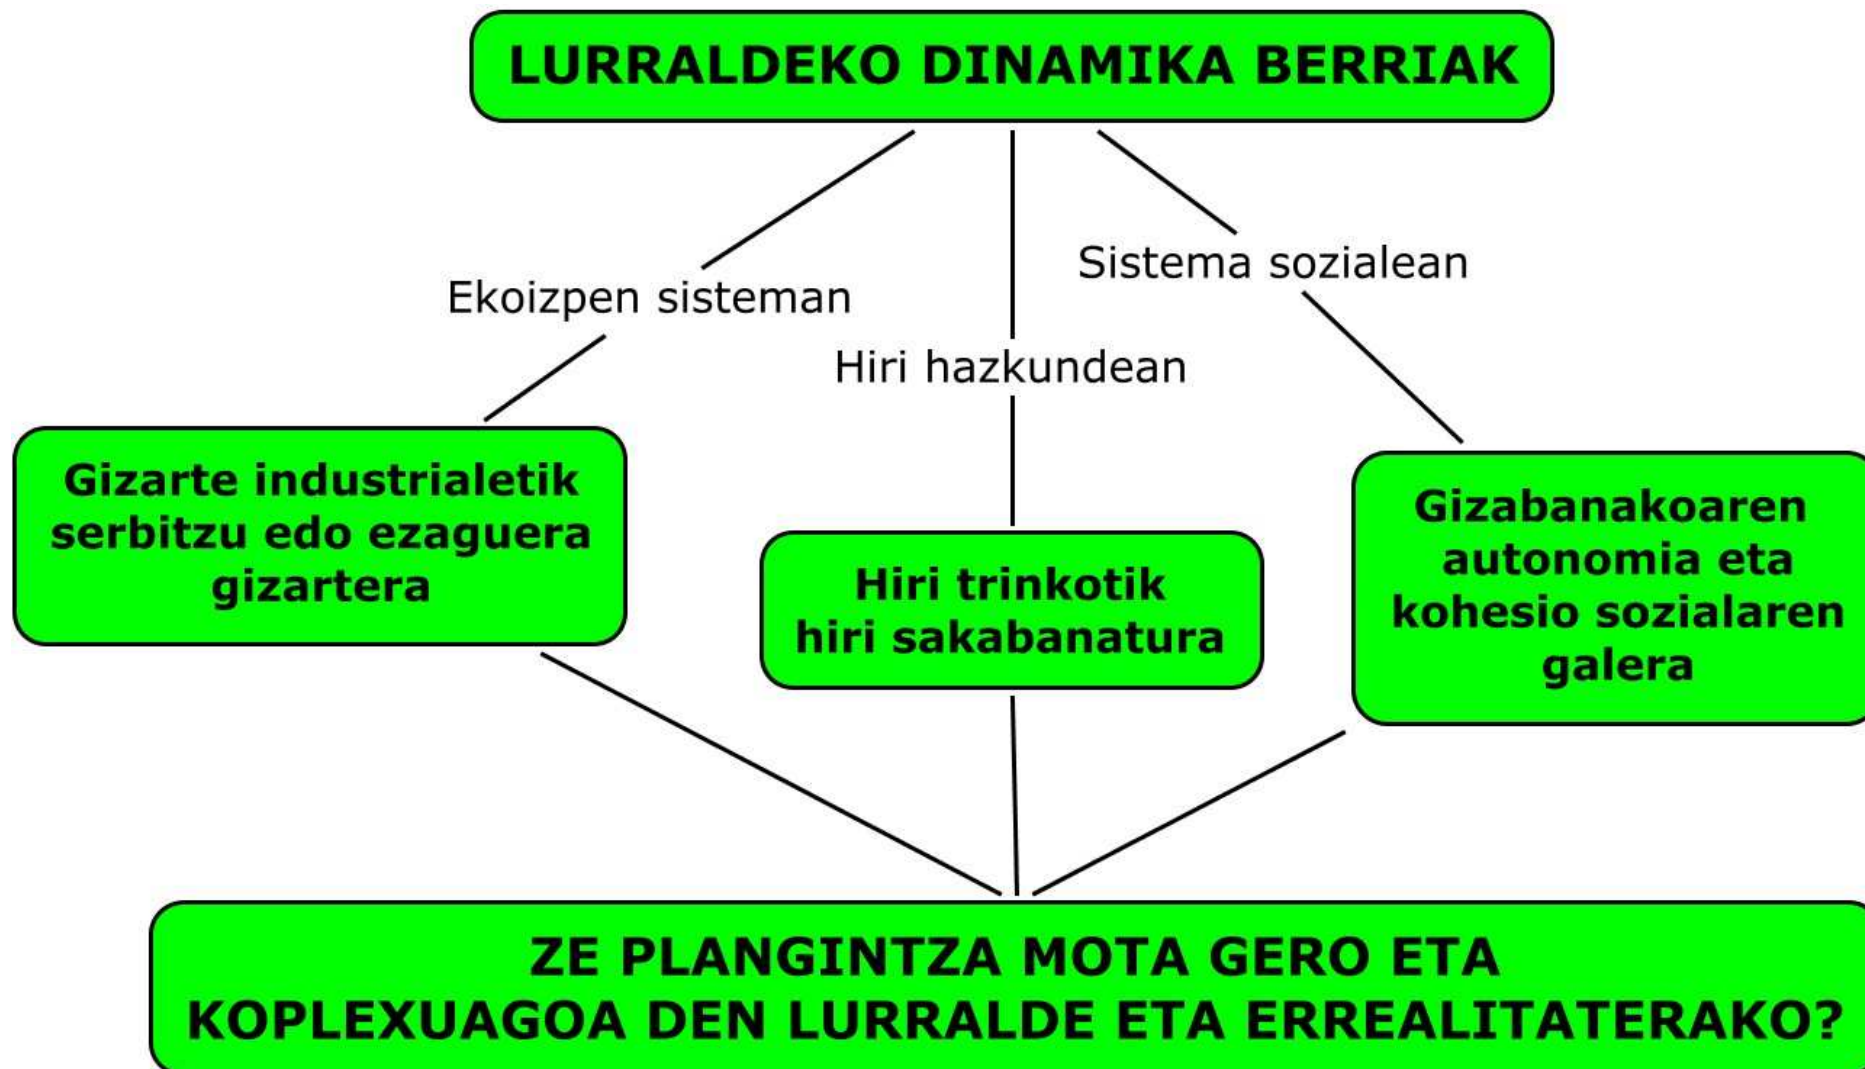 LURRALDEKO DINAMIKA BERRIAK
Sistema sozialean
Ekoizpen sisteman
Hiri hazkundean
Gizarte industrialetik
serbitzu edo ezaguera
gizartera
Hiri trinkotik
hiri sakabanatura
Gizabanakoaren
autonomia eta
kohesio sozialaren
galera
ZE PLANGINTZA MOTA GERO ETA
KOPLEXUAGOA DEN LURRALDE ETA ERREALITATERAKO?